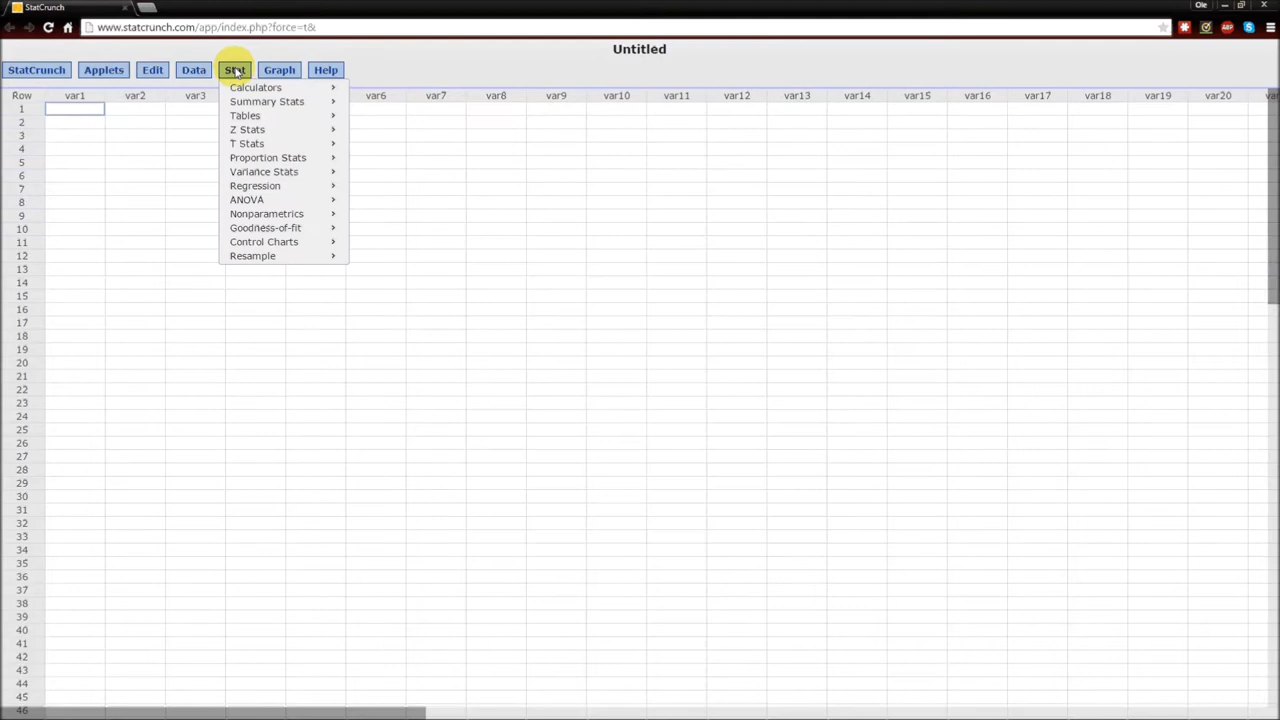 StatCrunch
Ole
www.statcrunch.com/app/index.php?force=t&
Untitled
StatCrunch Applets Edit Data Stat Graph Help
Calculators
Summary Stats
Tables
Z Stats
T Stats
Proportion Stats
Variance Stats
Regression
ANOVA
Nonparametrics
Goodness-of-fit
Control Charts
Resample
Row var1 var2 var3 var6 var7 var8 var9 var10 var11 var12 var13 var14 var15 var16 var17 var18 var19 var20
1
2
3
4
5
6
7
8
9
10
11
12
13
14
15
16
17
18
19
20
21
22
23
24
25
26
27
28
29
30
31
32
33
34
35
36
37
38
39
40
41
42
43
44
45
46